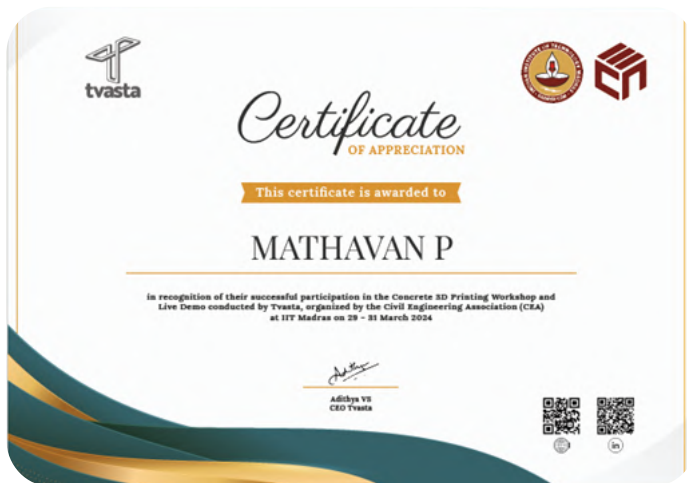 tvasta
Certificate
OF APPRECIATION
This certificate is awarded to
MATHAVAN P
in recognition of their successful participation in the Concrete 3D Printing Workshop and
Live Demo conducted by Tvasta, organized by the Civil Engineering Association (CEA)
at IIT Madras on 29 - 31 March 2024
Adithya VS
CEO Tvasta
in